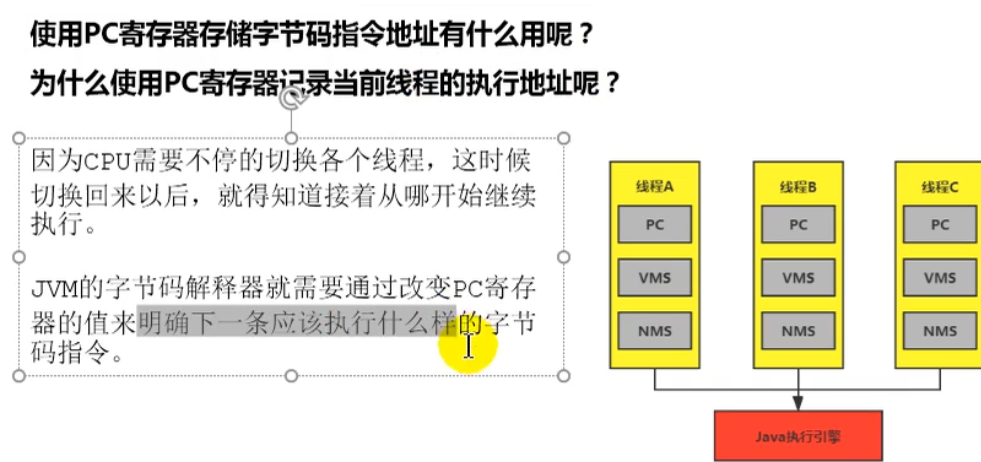 使用PC寄存器存储字节码指令地址有什么用呢？
为什么使用PC寄存器记录当前线程的执行地址呢？
因为CPU需要不停的切换各个线程，这时候
切换回来以后，就得知道接着从哪开始继续
执行。
JVM的字节码解释器就需要通过改变PC寄存
器的值来明确下一条应该执行什么样的字节
码指令。
线程A
线程B
线程C
PC
PC
PC
VMS
VMS
VMS
NMS
NMS
NMS
Java执行引擎